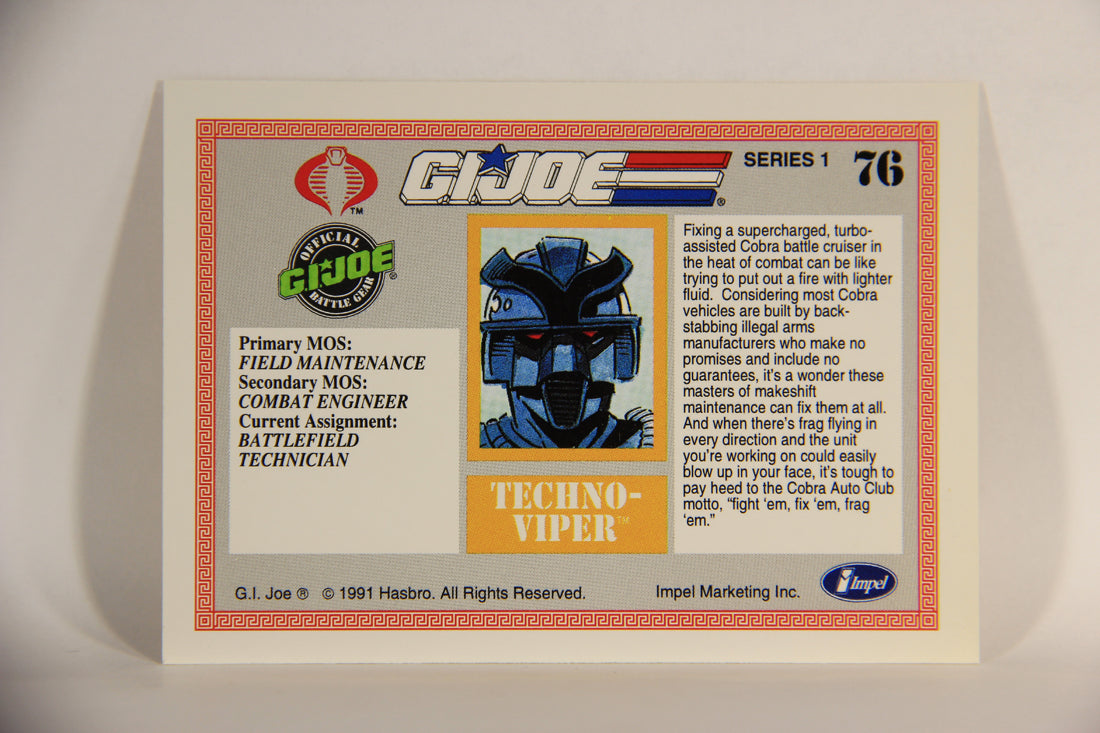 G.I.JOE ®
SERIES 1
76
TM
OFFICIAL
G.I.JOE ®
BATTLE GEAR
Primary MOS:
FIELD MAINTENANCE
Secondary MOS:
COMBAT ENGINEER
Current Assignment:
BATTLEFIELD
TECHNICIAN
TECHNO-
VIPER™
Fixing a supercharged, turbo-
assisted Cobra battle cruiser in
the heat of combat can be like
trying to put out a fire with lighter
fluid. Considering most Cobra
vehicles are built by back-
stabbing illegal arms
manufacturers who make no
promises and include no
guarantees, it's a wonder these
masters of makeshift
maintenance can fix them at all.
And when there's frag flying in
every direction and the unit
you're working on could easily
blow up in your face, it's tough to
pay heed to the Cobra Auto Club
motto, “fight ‘em, fix ‘em, frag
‘em.”
G.I. Joe ® © 1991 Hasbro. All Rights Reserved.
Impel Marketing Inc.
Impel